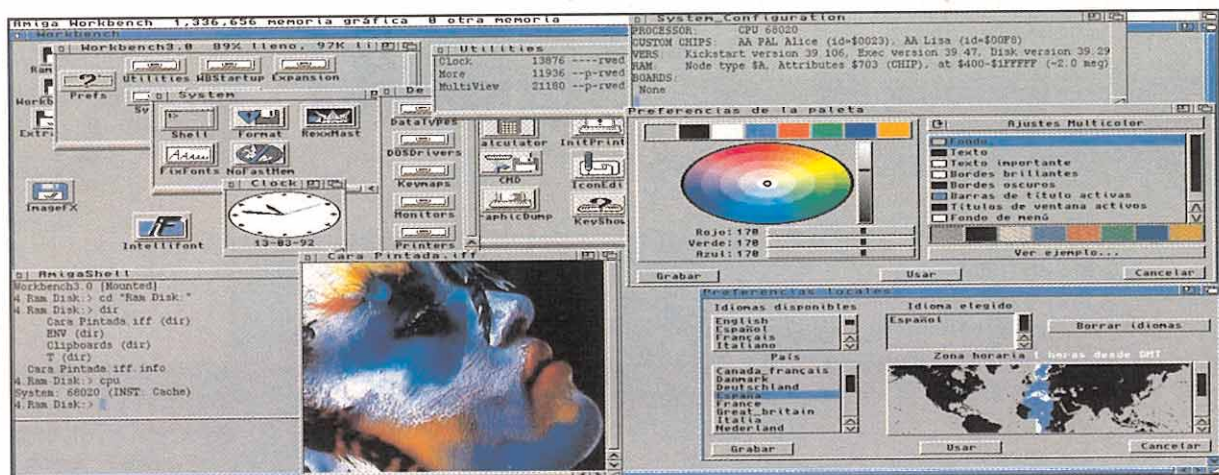 Amiga Workbench 1,336,656 memoria gráfica 0 otra memoria
Workbench
Workbench3.0 89% lleno, 97K li
Prefs
Utilities WBStartup Expansion
System
Shell Format RexxMast
FixFonts NoFastMem
Clock
13-03-92
ImageFX
Intellifont
Utilities
Clock 13876 ----rwed
More 11936 --p-rwed
MultiView 21180 --p-rwed
De
DataTypes
DOSDrivers
Keymaps
Monitors
Printers
alculator InitPrint
CMD IconEdi
raphicDump KeyShow
AmigaShell
Workbench3.0 [Mounted]
4.Ram Disk:> cd "Ram Disk:"
4.Ram Disk:> dir
Cara Pintada.iff (dir)
ENV (dir)
Clipboards (dir)
T (dir)
Cara Pintada.iff.info
4.Ram Disk:> cpu
System: 68020 (INST: Cache)
4.Ram Disk:>
Cara Pintada.iff
System_Configuration
PROCESSOR: CPU 68020
CUSTOM CHIPS: AA PAL Alice (id=$0023), AA Lisa (id=$00F8)
VERS: Kickstart version 39.106, Exec version 39.47, Disk version 39.29
RAM: Node type $A, Attributes $703 (CHIP), at $400-$1FFFFF (~2.0 meg)
BOARDS:
None
Preferencias de la paleta
Ajustes Multicolor
Fondo
Texto
Texto importante
Bordes brillantes
Bordes oscuros
Barras de título activas
Títulos de ventana activos
Fondo de menú
Rojo: 170
Verde: 170
Azul: 170
Ver ejemplo...
Grabar Usar Cancelar
Preferencias locales
Idiomas disponibles Idioma elegido
English
Español
Français
Italiano
Español
Borrar idiomas
País
Zona horaria 1 horas desde GMT
Canada_français
Danmark
Deutschland
España
France
Great_britain
Italia
Nederland
Grabar Usar Cancelar